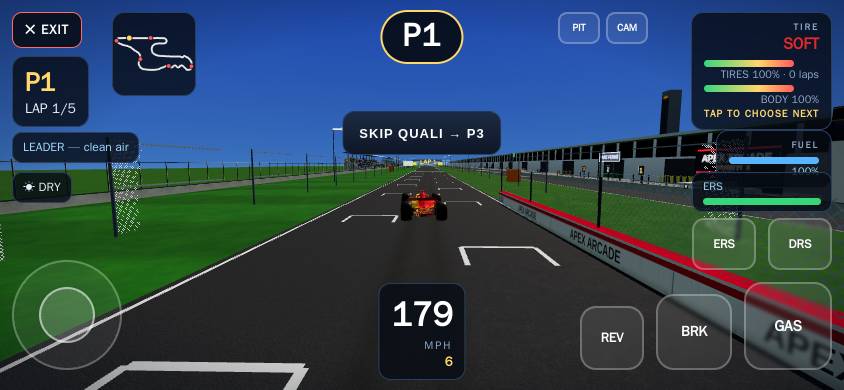 ✕ EXIT
P1
PIT
CAM
TIRE
SOFT
TIRES 100% · 0 laps
BODY 100%
TAP TO CHOOSE NEXT
P1
LAP 1/5
LEADER — clean air
DRY
SKIP QUALI → P3
FUEL
100%
ERS
ERS
DRS
APEX ARCADE
179
MPH
6
REV
BRK
GAS